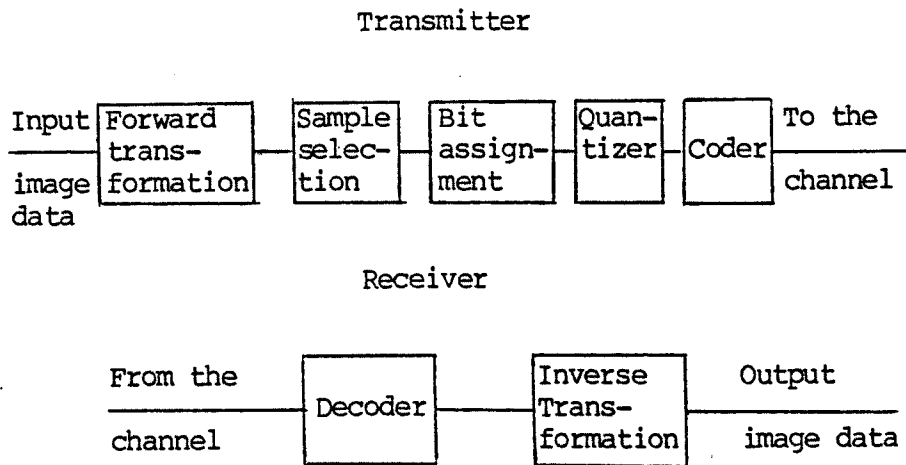 Transmitter
Input
image
data
Forward
trans-
formation
Sample
selec-
tion
Bit
assign-
ment
Quan-
tizer
Coder
To the
channel
Receiver
From the
channel
Decoder
Inverse
Trans-
formation
Output
image data